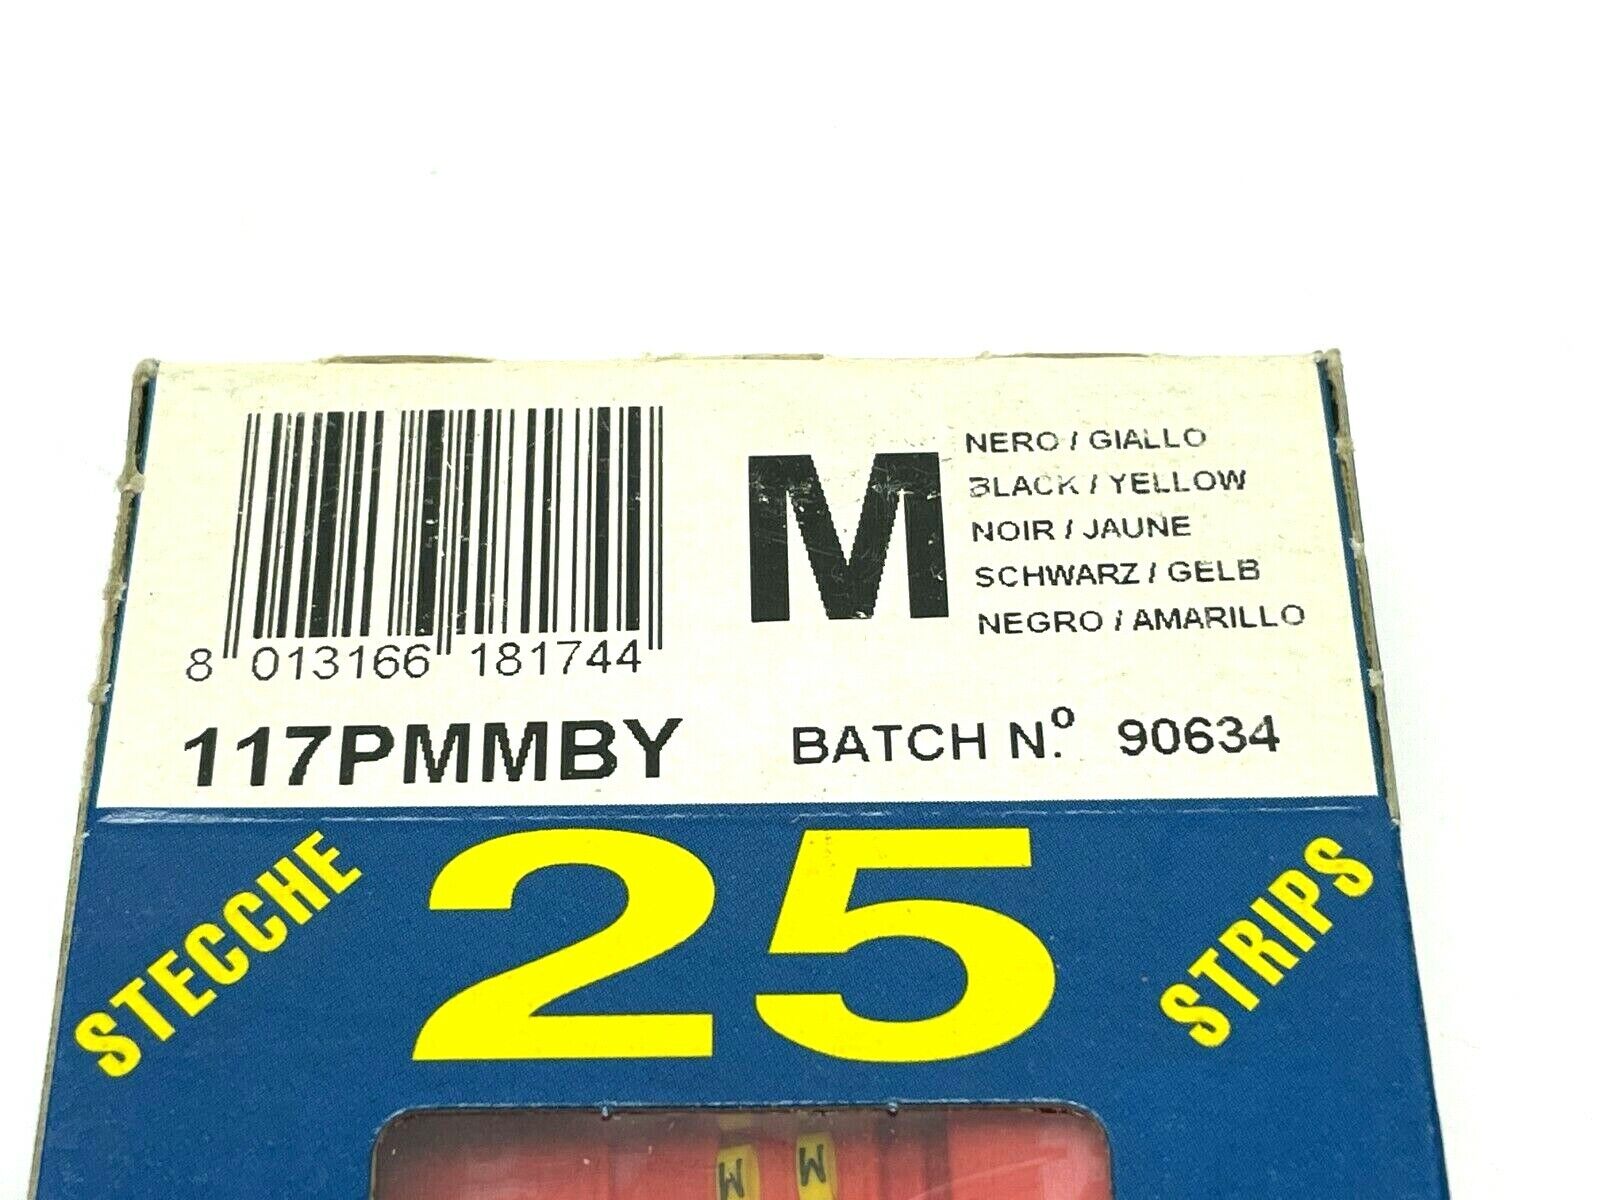 M
NERO / GIALLO
BLACK / YELLOW
NOIR / JAUNE
SCHWARZ / GELB
NEGRO / AMARILLO
8 013166 181744
117PMMBY
BATCH N.º 90634
STECCHE
25
STRIPS
M
M